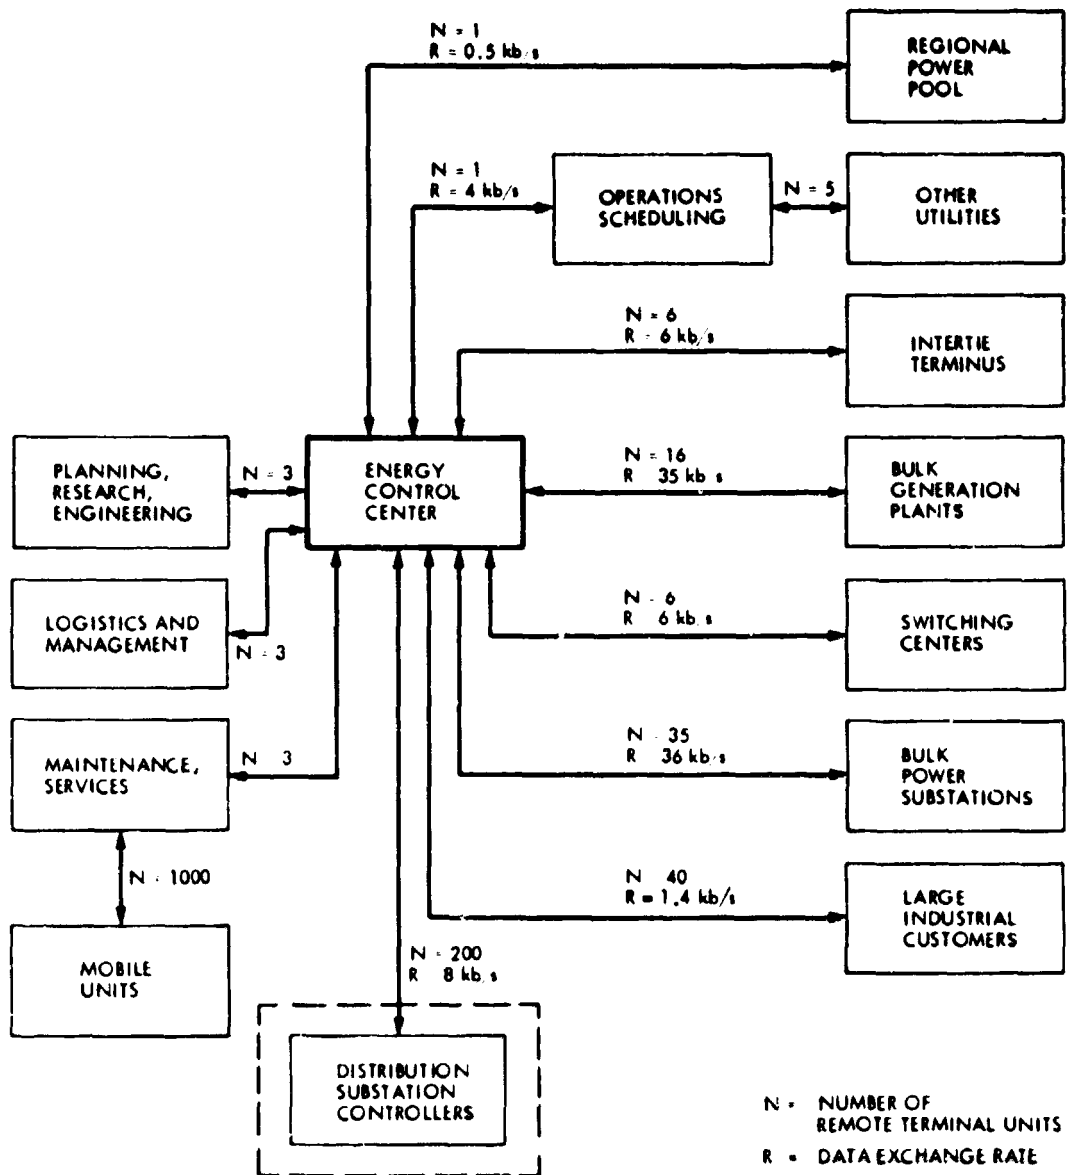 N = 1
R = 0.5 kb/s
REGIONAL
POWER
POOL
N = 1
R = 4 kb/s
OPERATIONS
SCHEDULING
N = 5
OTHER
UTILITIES
N = 6
R = 6 kb/s
INTERTIE
TERMINUS
PLANNING,
RESEARCH,
ENGINEERING
N = 3
ENERGY
CONTROL
CENTER
N = 16
R 35 kb s
BULK
GENERATION
PLANTS
LOGISTICS AND
MANAGEMENT
N = 3
N - 6
R 6 kb/s
SWITCHING
CENTERS
MAINTENANCE,
SERVICES
N - 3
N - 35
R 36 kb/s
BULK
POWER
SUBSTATIONS
N - 1000
N 40
R = 1.4 kb/s
LARGE
INDUSTRIAL
CUSTOMERS
MOBILE
UNITS
N - 200
R 8 kb/s
DISTRIBUTION
SUBSTATION
CONTROLLERS
N = NUMBER OF
REMOTE TERMINAL UNITS
R = DATA EXCHANGE RATE